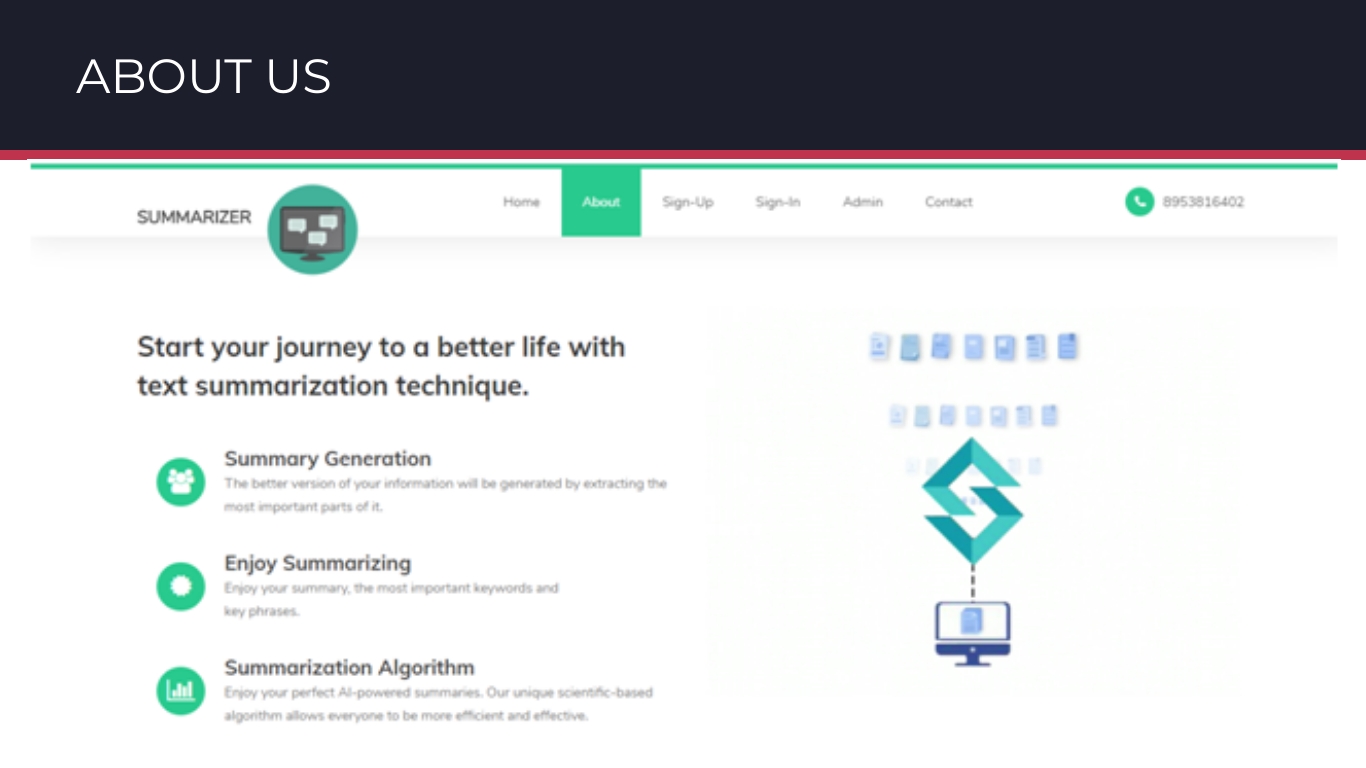 ABOUT US
SUMMARIZER
Home About Sign-Up Sign-In Admin Contact
8953816402
Start your journey to a better life with
text summarization technique.
Summary Generation
The better version of your information will be generated by extracting the
most important parts of it.
Enjoy Summarizing
Enjoy your summary, the most important keywords and
key phrases.
Summarization Algorithm
Enjoy your perfect AI-powered summaries. Our unique scientific-based
algorithm allows everyone to be more efficient and effective.